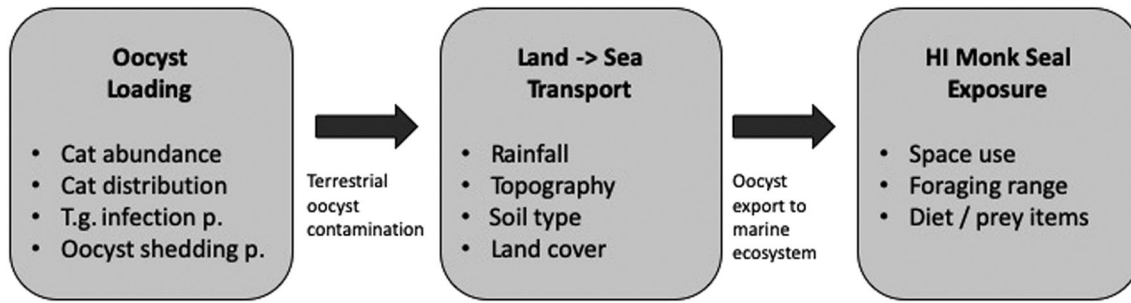 Oocyst
Loading
• Cat abundance
• Cat distribution
• T.g. infection p.
• Oocyst shedding p.
Terrestrial
oocyst
contamination
Land -> Sea
Transport
• Rainfall
• Topography
• Soil type
• Land cover
Oocyst
export to
marine
ecosystem
HI Monk Seal
Exposure
• Space use
• Foraging range
• Diet / prey items